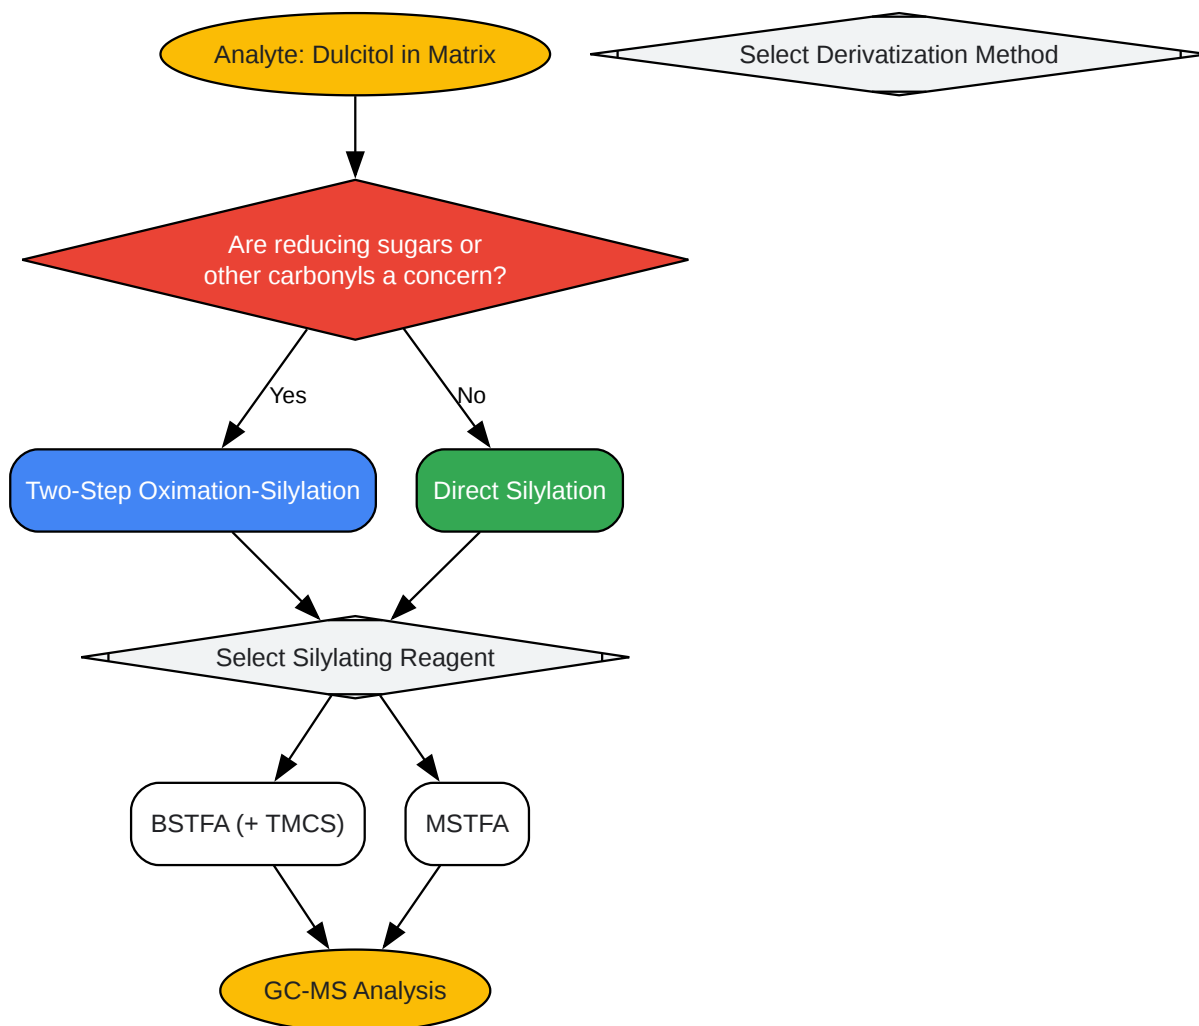 Analyte: Dulcitol in Matrix
Select Derivatization Method
Are reducing sugars or
other carbonyls a concern?
Yes
No
Two-Step Oximation-Silylation
Direct Silylation
Select Silylating Reagent
BSTFA (+ TMCS)
MSTFA
GC-MS Analysis